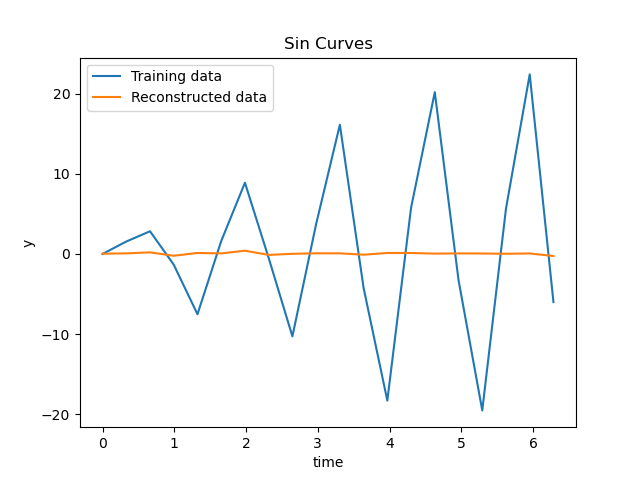 Sin Curves
Training data
Reconstructed data
20
10
0
−10
−20
y
0 1 2 3 4 5 6
time